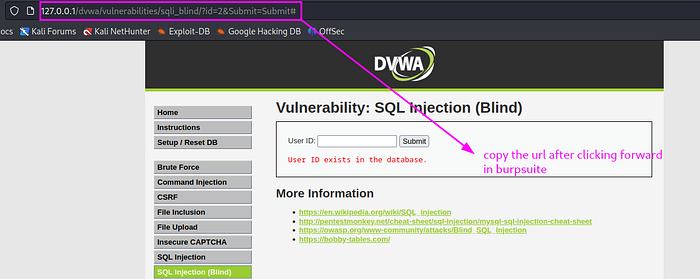 127.0.0.1/dvwa/vulnerabilities/sqli_blind/?id=2&Submit=Submit#
ocs Kali Forums Kali NetHunter Exploit-DB Google Hacking DB OffSec
DVWA
Home
Instructions
Setup / Reset DB
Brute Force
Command Injection
CSRF
File Inclusion
File Upload
Insecure CAPTCHA
SQL Injection
SQL Injection (Blind)
Vulnerability: SQL Injection (Blind)
User ID: Submit
User ID exists in the database.
copy the url after clicking forward
in burpsuite
More Information
https://en.wikipedia.org/wiki/SQL_injection
http://pentestmonkey.net/cheat-sheet/sql-injection/mysql-sql-injection-cheat-sheet
https://owasp.org/www-community/attacks/Blind_SQL_Injection
https://bobby-tables.com/